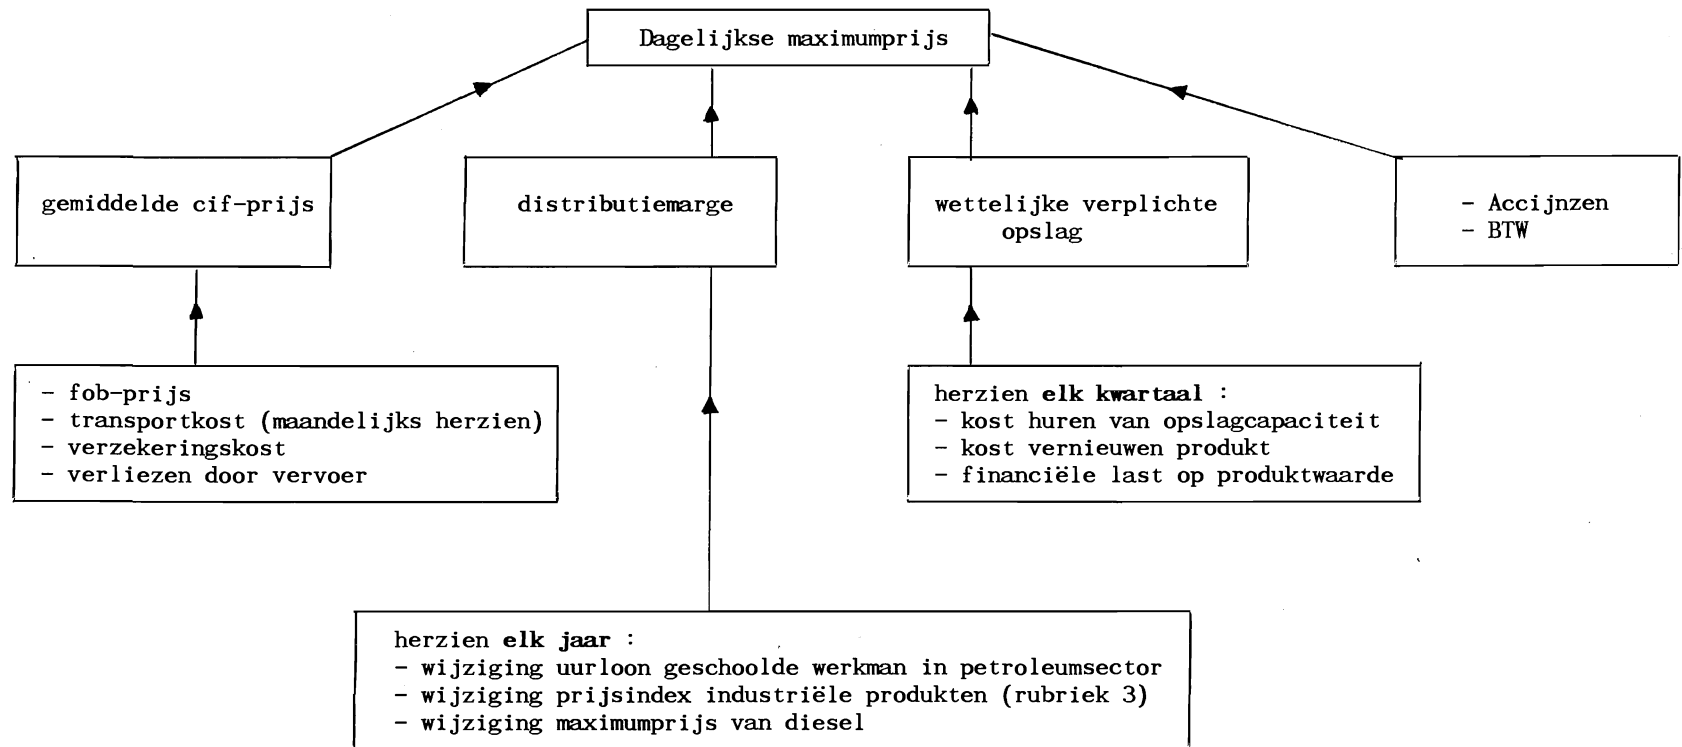 Dagelijkse maximumprijs
gemiddelde cif-prijs
distributiemarge
wettelijke verplichte
opslag
- Accijnzen
- BTW
- fob-prijs
- transportkost (maandelijks herzien)
- verzekeringskost
- verliezen door vervoer
herzien elk kwartaal :
- kost huren van opslagcapaciteit
- kost vernieuwen produkt
- financiële last op produktwaarde
herzien elk jaar :
- wijziging uurloon geschoolde werkman in petroleumsector
- wijziging prijsindex industriële produkten (rubriek 3)
- wijziging maximumprijs van diesel